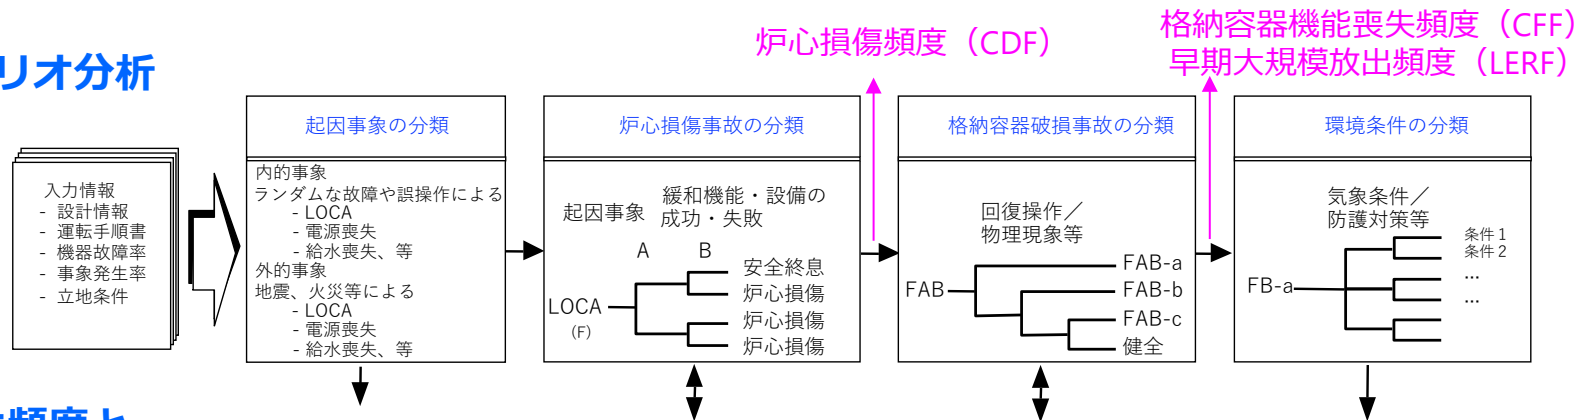 炉心損傷頻度（CDF）
格納容器機能喪失頻度（CFF）
早期大規模放出頻度（LERF）
リオ分析
入力情報
- 設計情報
- 運転手順書
- 機器故障率
- 事象発生率
- 立地条件
起因事象の分類
内的事象
ランダムな故障や誤操作による
- LOCA
- 電源喪失
- 給水喪失、等
外的事象
地震、火災等による
- LOCA
- 電源喪失
- 給水喪失、等
炉心損傷事故の分類
起因事象
緩和機能・設備の
成功・失敗
A B
LOCA
(F)
安全終息
炉心損傷
炉心損傷
炉心損傷
格納容器破損事故の分類
回復操作／
物理現象等
FAB
FAB-a
FAB-b
FAB-c
健全
環境条件の分類
気象条件／
防護対策等
FB-a
条件1
条件2
...
...